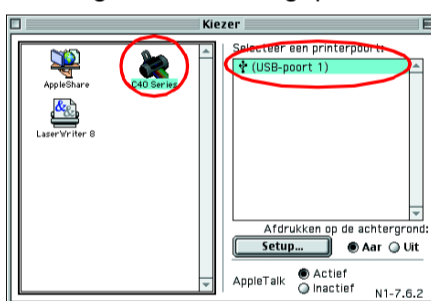 Kiezer
AppleShare
C40 Series
LaserWriter 8
Selecteer een printerpoort:
(USB-poort 1)
Afdrukken op de achtergrond:
Setup... Aar Uit
AppleTalk Actief
Inactief
N1-7.6.2